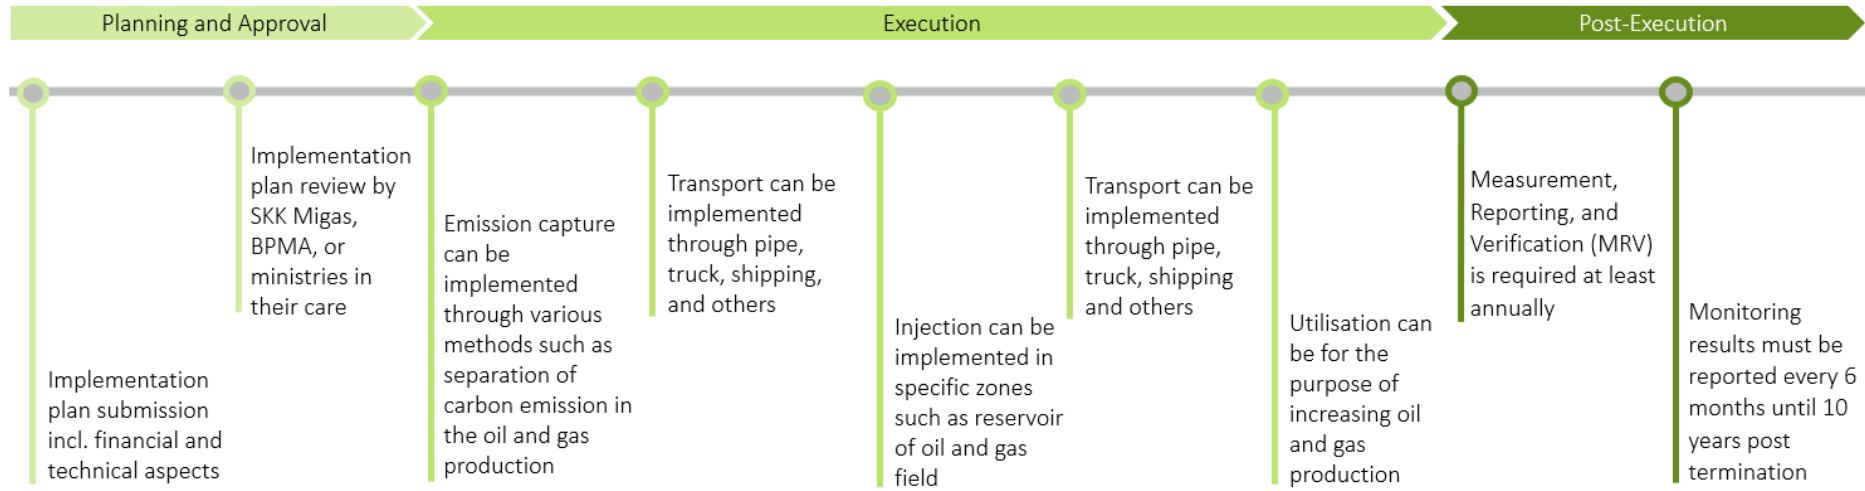 Planning and Approval
Execution
Post-Execution
Implementation
plan submission
incl. financial and
technical aspects
Implementation
plan review by
SKK Migas,
BPMA, or
ministries in
their care
Emission capture
can be
implemented
through various
methods such as
separation of
carbon emission in
the oil and gas
production
Transport can be
implemented
through pipe,
truck, shipping,
and others
Injection can be
implemented in
specific zones
such as reservoir
of oil and gas
field
Transport can be
implemented
through pipe,
truck, shipping
and others
Utilisation can
be for the
purpose of
increasing oil
and gas
production
Measurement,
Reporting, and
Verification (MRV)
is required at least
annually
Monitoring
results must be
reported every 6
months until 10
years post
termination